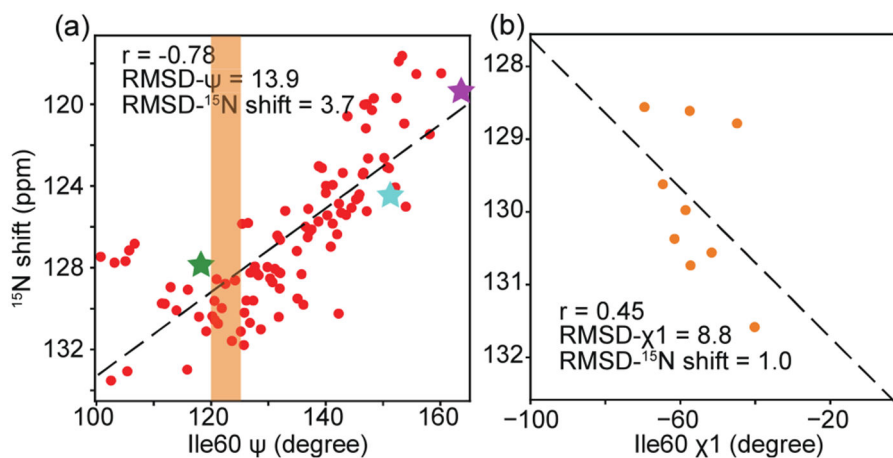 (a)
r = -0.78
RMSD-ψ = 13.9
RMSD-¹⁵N shift = 3.7
¹⁵N shift (ppm)
120
124
128
132
100 120 140 160
Ile60 ψ (degree)
(b)
128
129
130
131
132
r = 0.45
RMSD-χ1 = 8.8
RMSD-¹⁵N shift = 1.0
−100 −60 −20
Ile60 χ1 (degree)